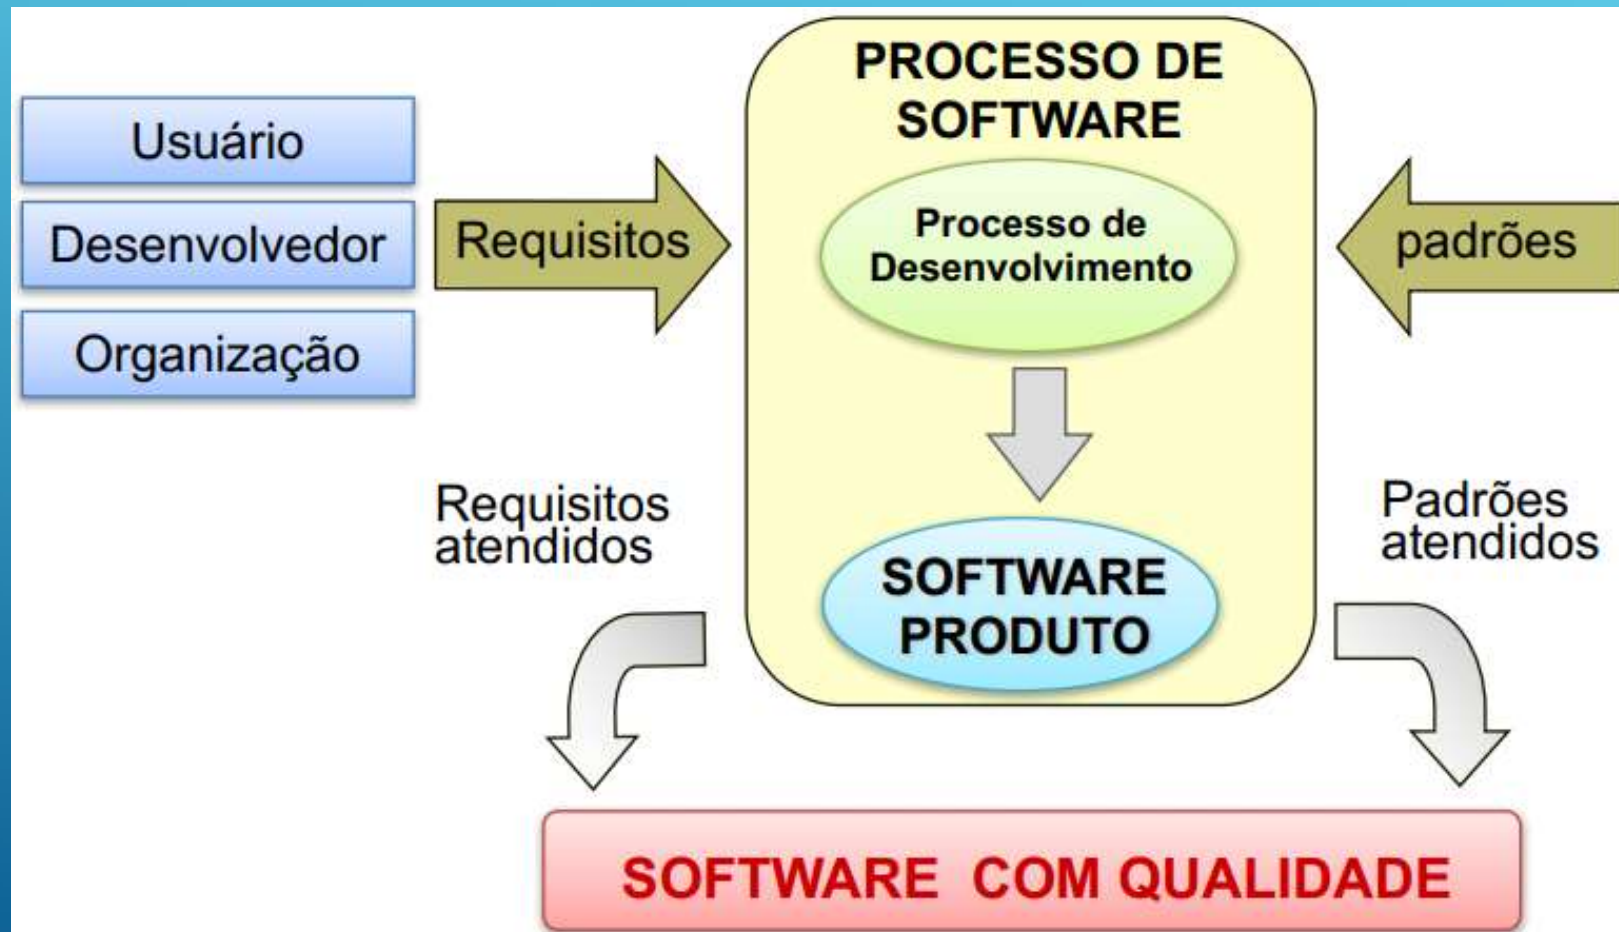 PROCESSO DE
SOFTWARE
Usuário
Desenvolvedor
Organização
Requisitos
Processo de
Desenvolvimento
padrões
Requisitos
atendidos
SOFTWARE
PRODUTO
Padrões
atendidos
SOFTWARE COM QUALIDADE